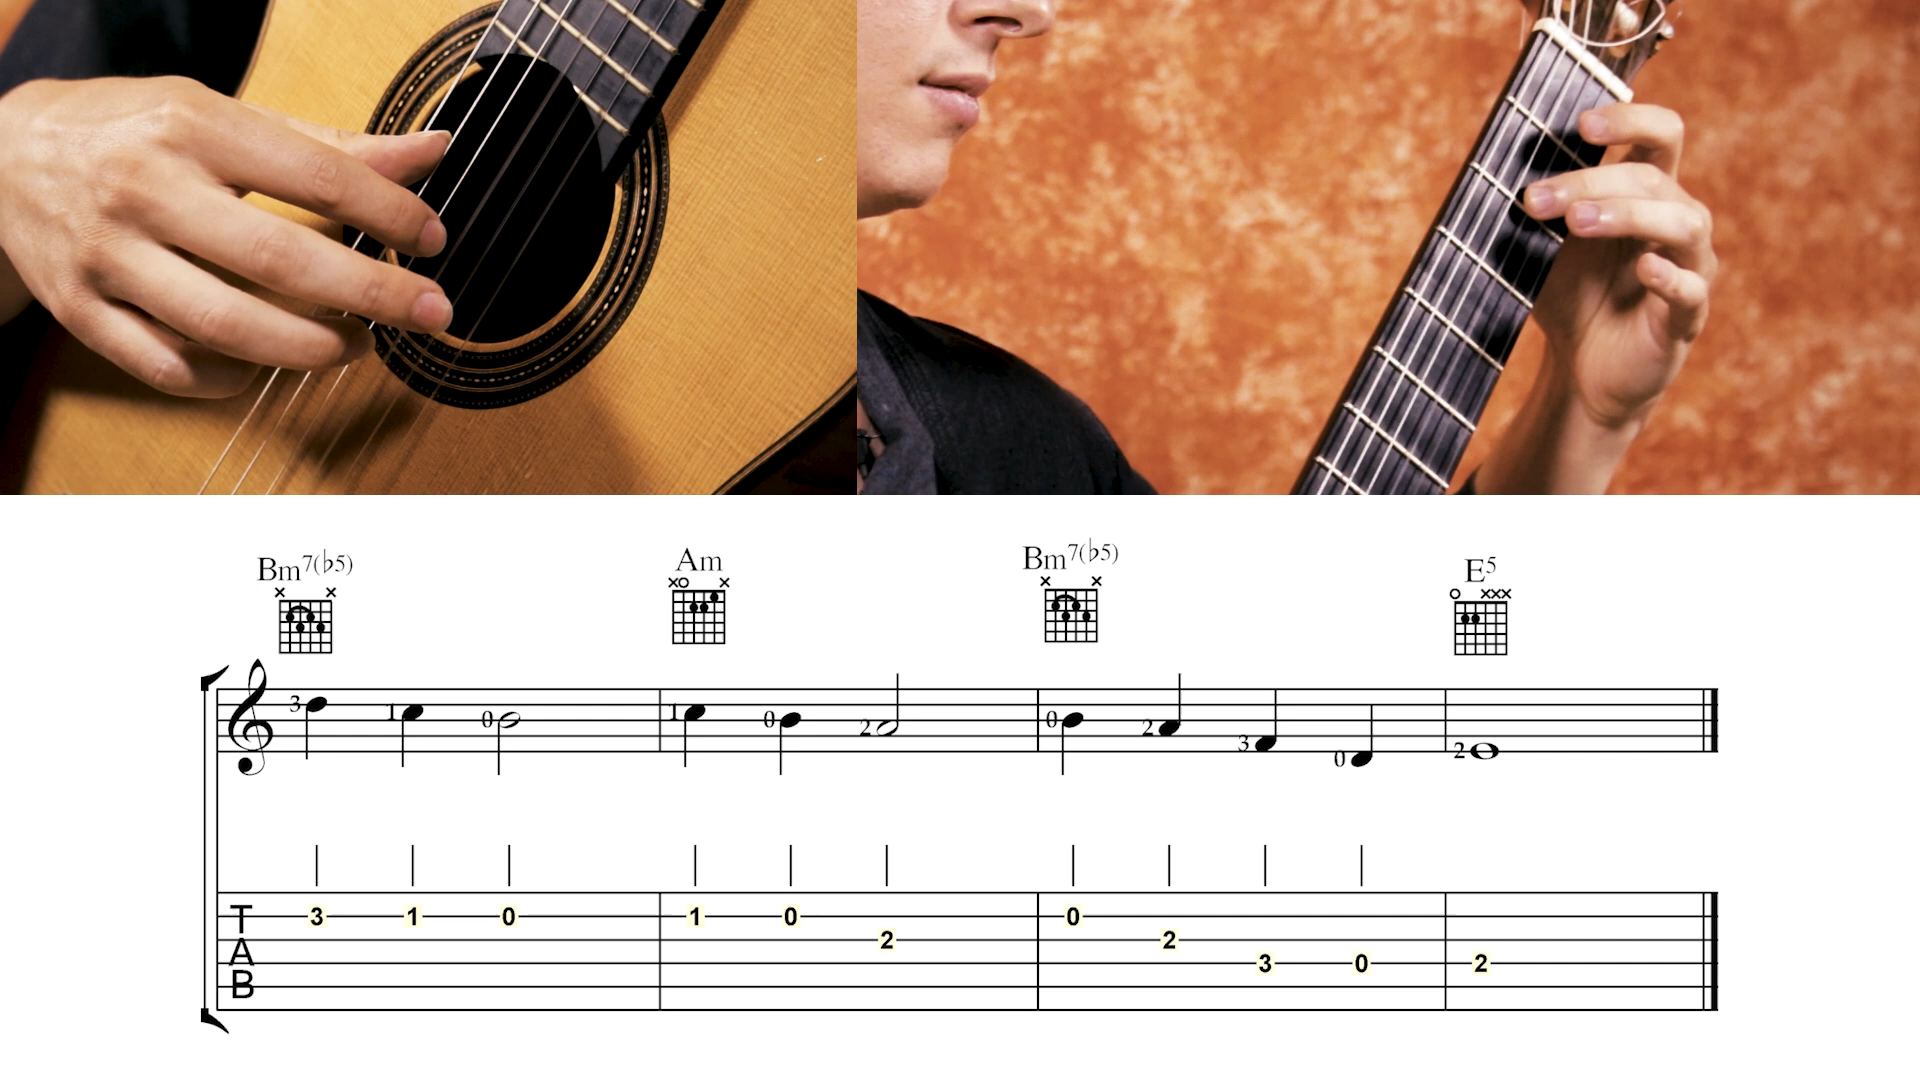 Bm7(♭5) Am Bm7(♭5) E5
× × ×o × × × o ×××
3 1 0 1 0 2 0 2 3 0 2
T 3 1 0 1 0 0
A 2 2
3 0 2
B